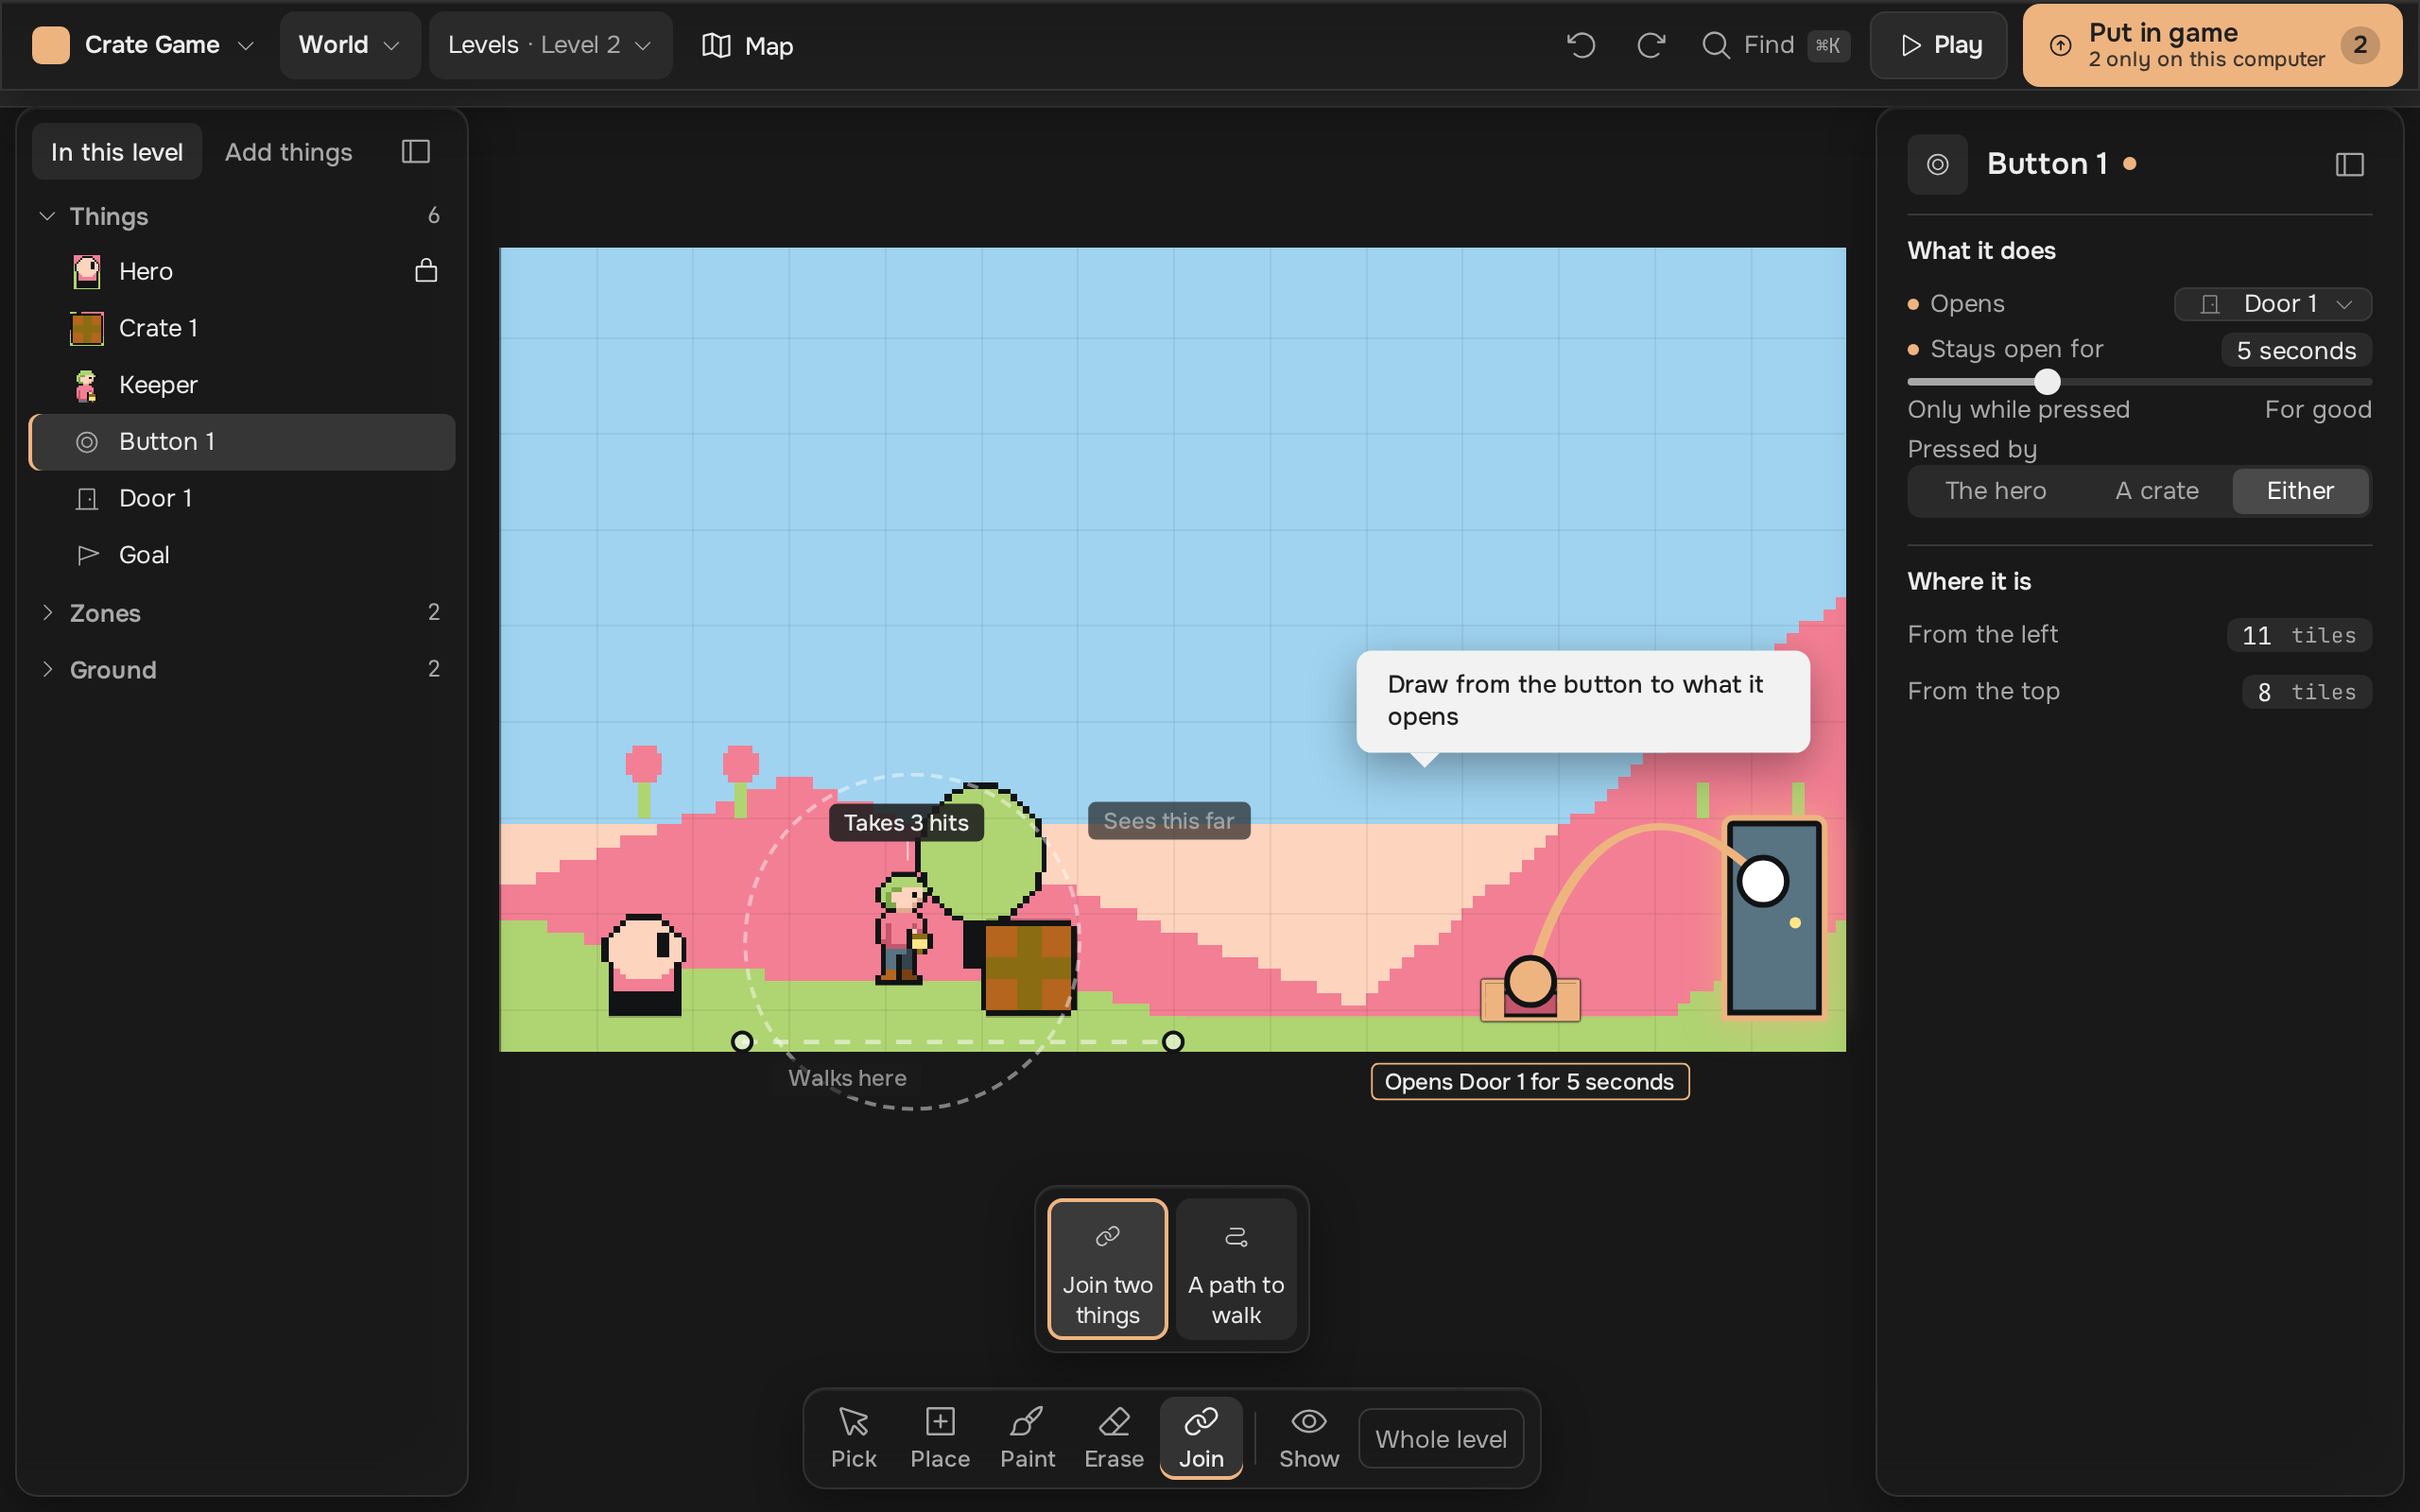 Crate Game
World
Levels · Level 2
Map
Find ⌘K
Play
Put in game
2 only on this computer
2
In this level
Add things
Things 6
Hero
Crate 1
Keeper
Button 1
Door 1
Goal
Zones 2
Ground 2
Draw from the button to what it
opens
Takes 3 hits
Sees this far
Walks here
Opens Door 1 for 5 seconds
Join two
things
A path to
walk
Pick
Place
Paint
Erase
Join
Show
Whole level
Button 1
What it does
Opens Door 1
Stays open for 5 seconds
Only while pressed For good
Pressed by
The hero A crate Either
Where it is
From the left 11 tiles
From the top 8 tiles